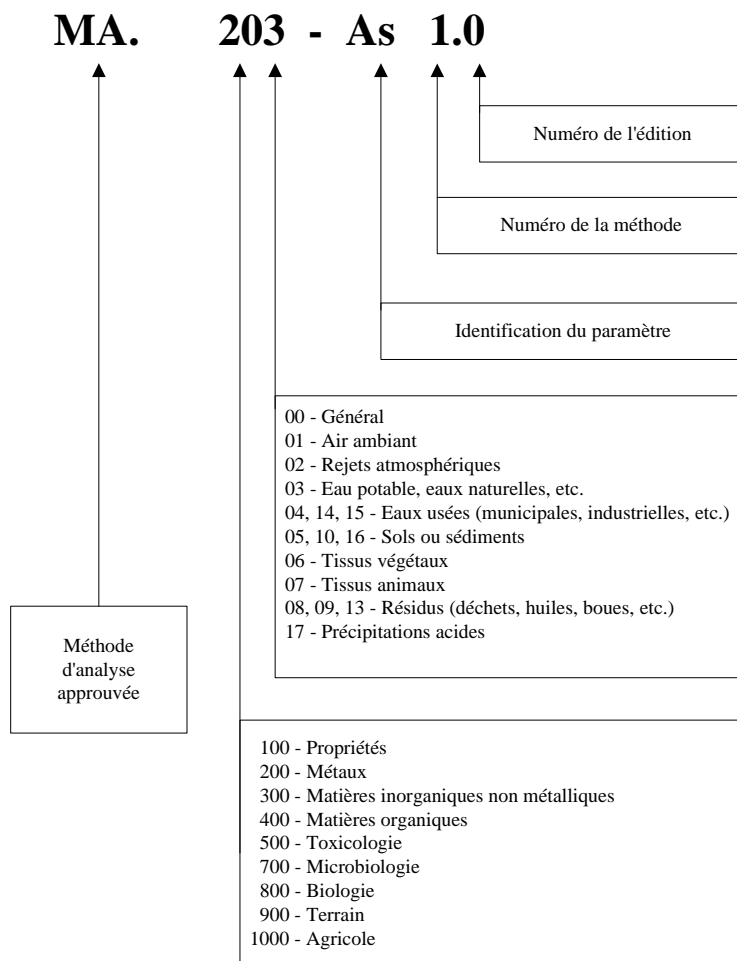 MA. 203 - As 1.0
Numéro de l'édition
Numéro de la méthode
Identification du paramètre
00 - Général
01 - Air ambiant
02 - Rejets atmosphériques
03 - Eau potable, eaux naturelles, etc.
04, 14, 15 - Eaux usées (municipales, industrielles, etc.)
05, 10, 16 - Sols ou sédiments
06 - Tissus végétaux
07 - Tissus animaux
08, 09, 13 - Résidus (déchets, huiles, boues, etc.)
17 - Précipitations acides
Méthode
d'analyse
approuvée
100 - Propriétés
200 - Métaux
300 - Matières inorganiques non métalliques
400 - Matières organiques
500 - Toxicologie
700 - Microbiologie
800 - Biologie
900 - Terrain
1000 - Agricole